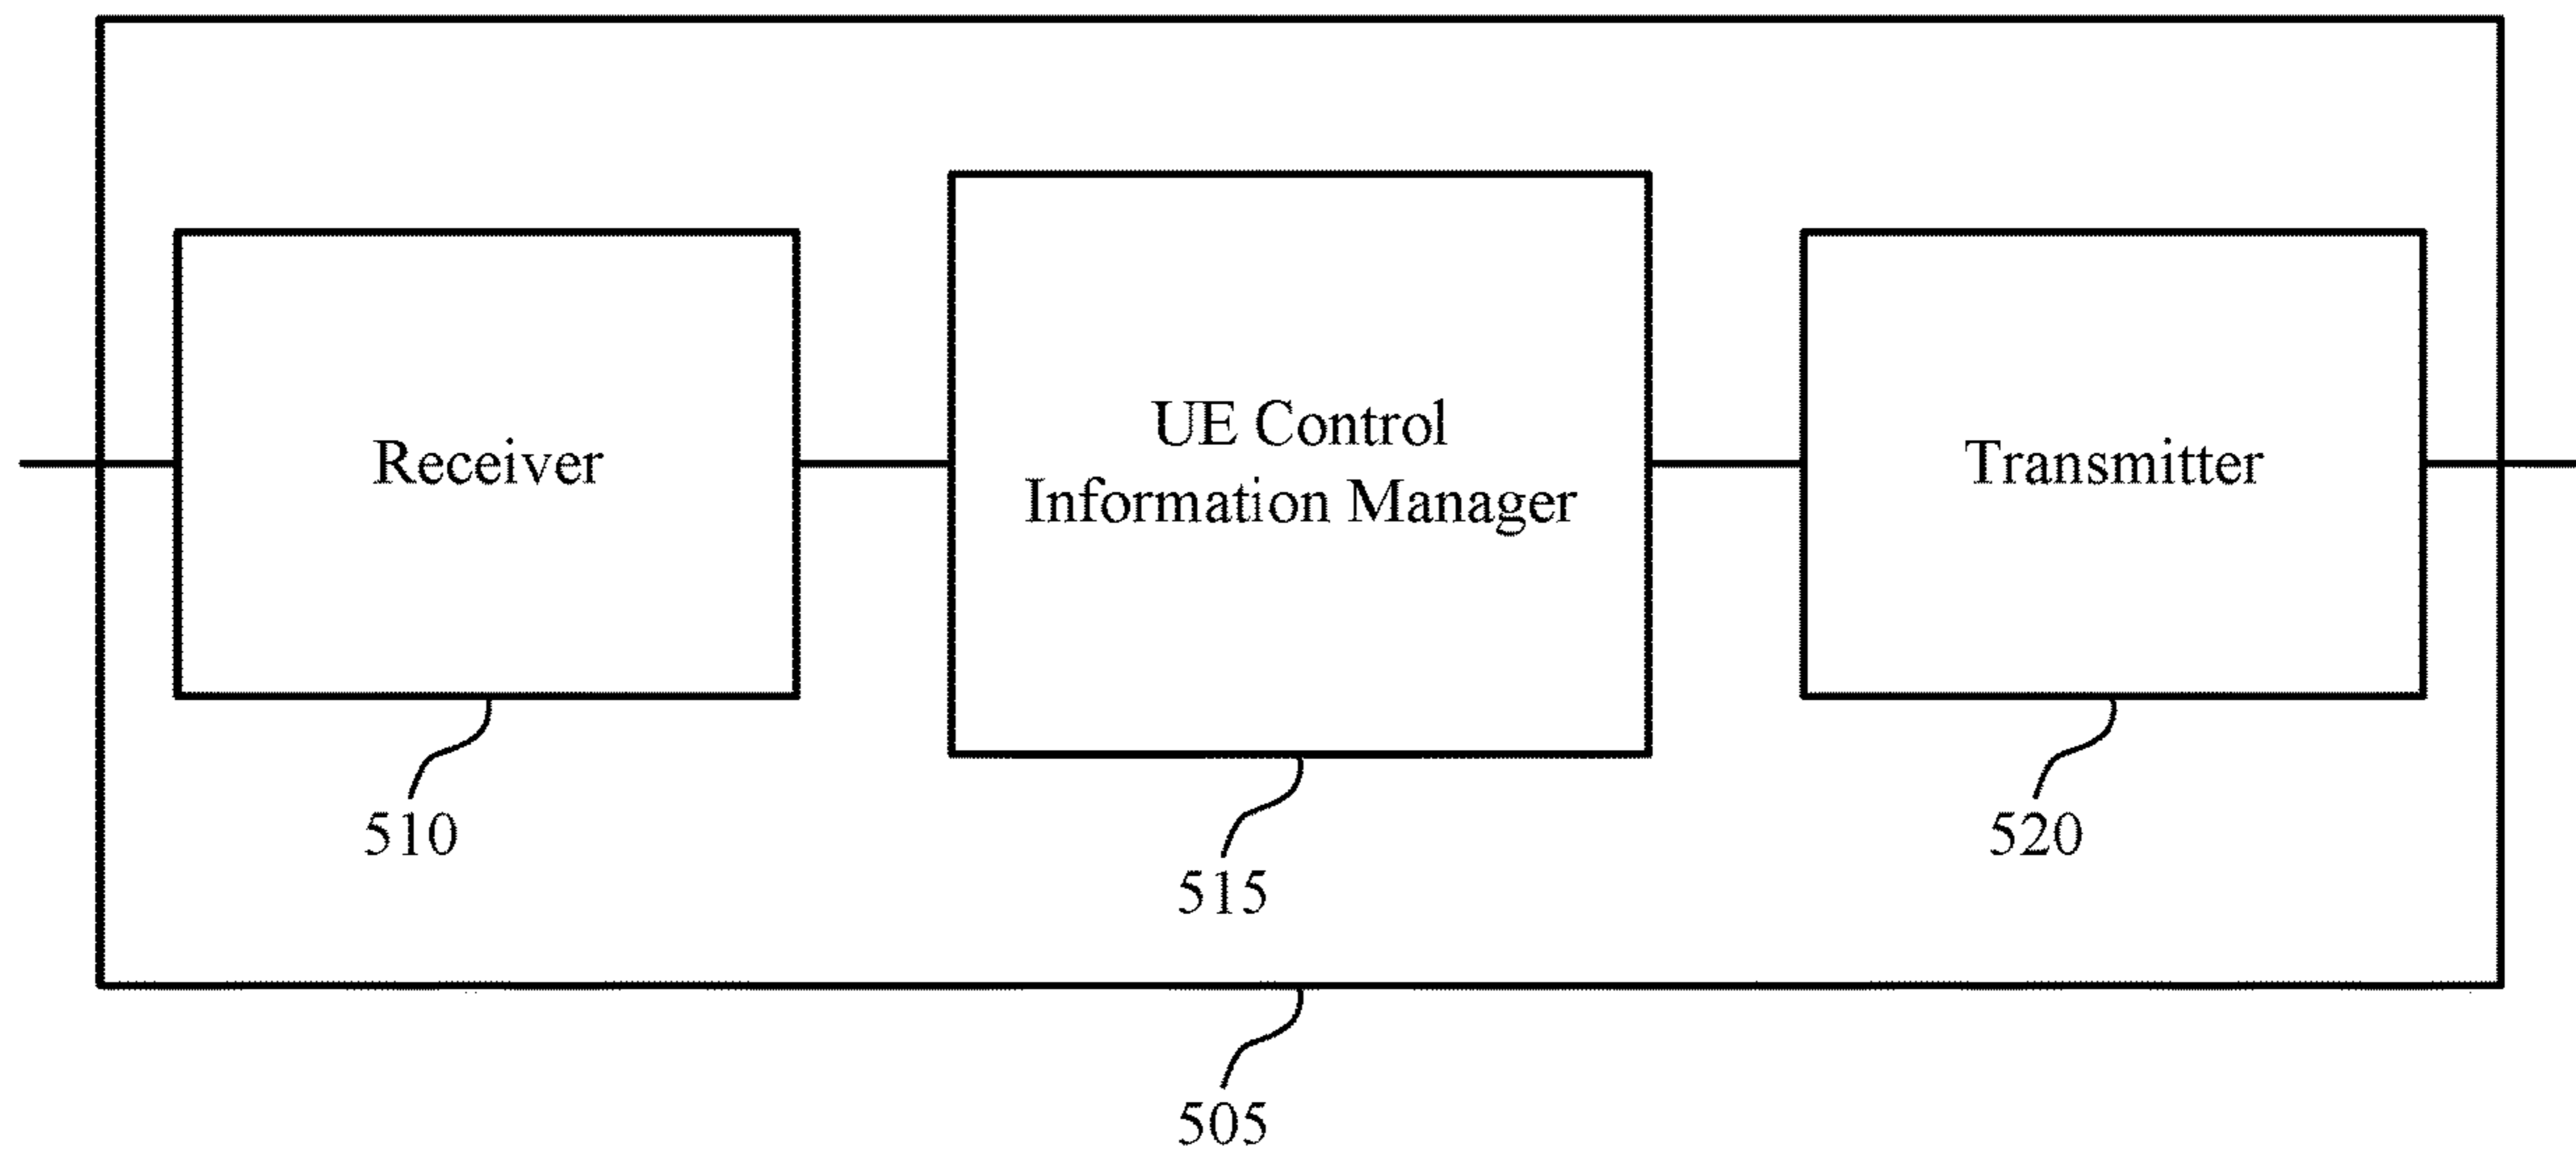 Receiver
UE Control
Information Manager
Transmitter
510
515
520
505